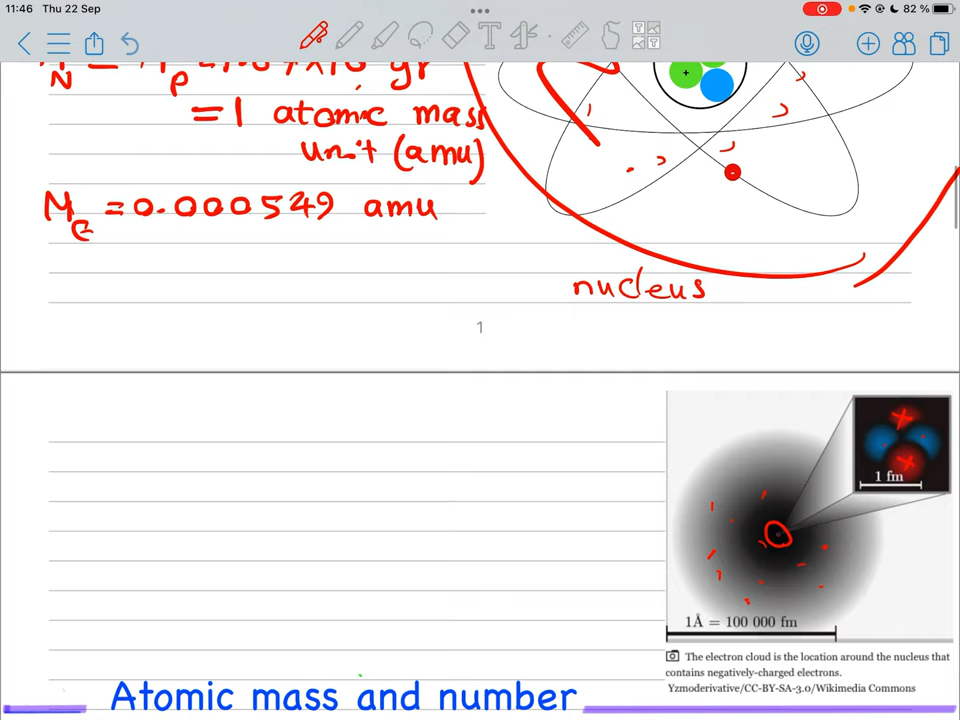 11:46 Thu 22 Sep
82 %
N P
= 1 atomic mass
unit (amu)
M e = 0.000549 amu
nucleus
1
1 fm
1Å = 100 000 fm
The electron cloud is the location around the nucleus that
contains negatively-charged electrons.
Yzmoderivative/CC-BY-SA-3.0/Wikimedia Commons
Atomic mass and number